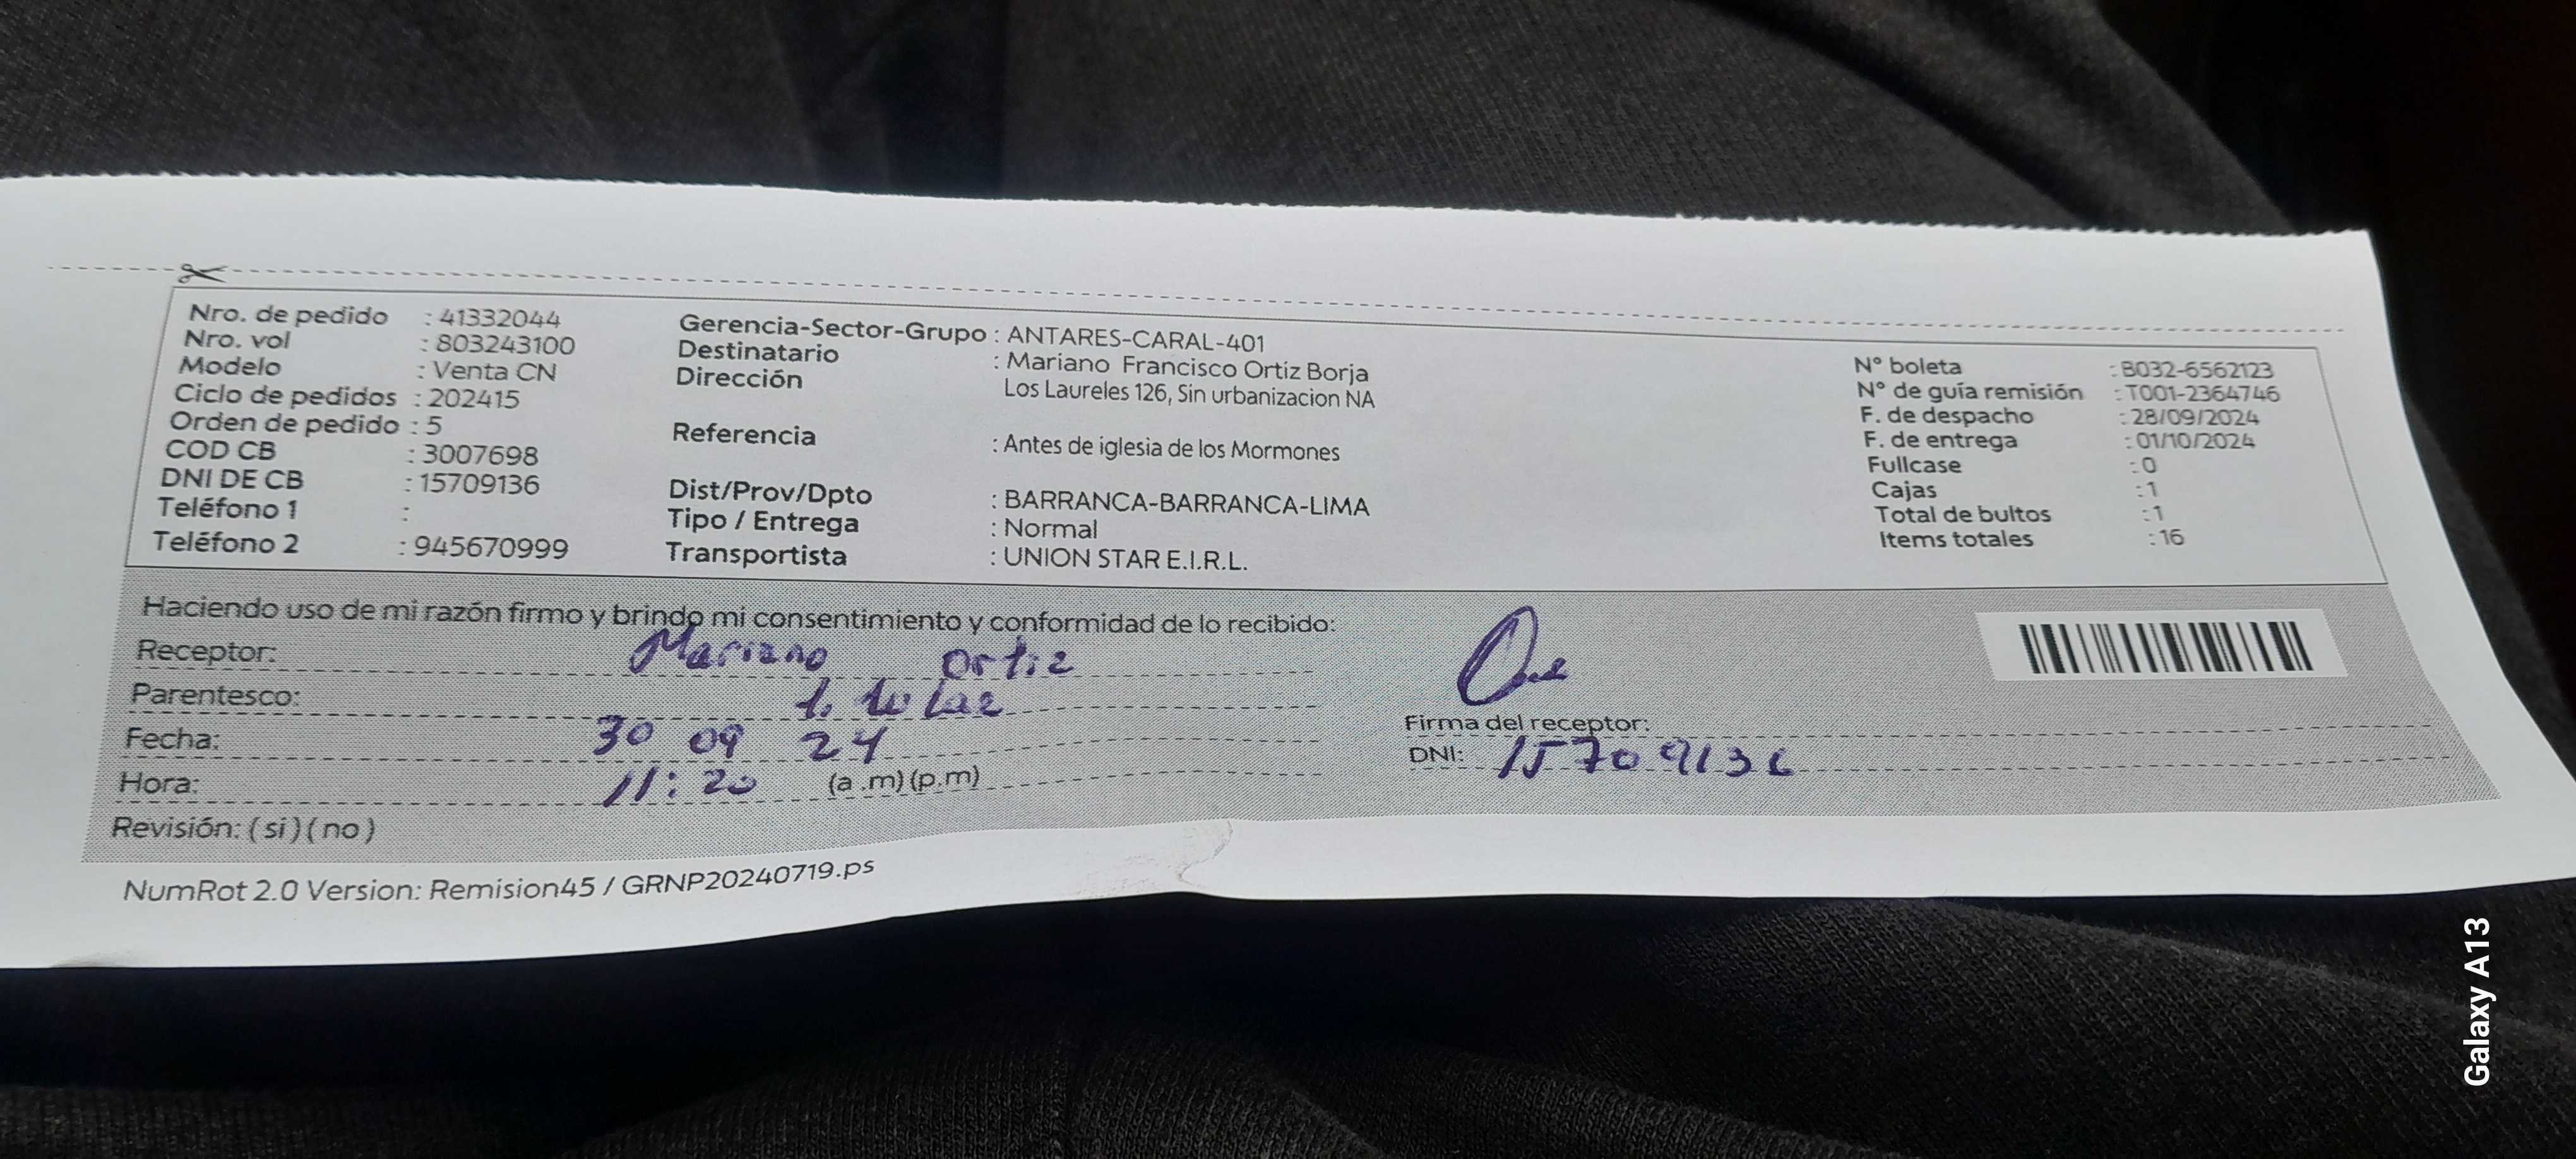 Nro. de pedido : 41332044
Nro. vol : 803243100
Modelo : Venta CN
Ciclo de pedidos : 202415
Orden de pedido : 5
COD CB : 3007698
DNI DE CB : 15709136
Teléfono 1 :
Teléfono 2 : 945670999
Gerencia-Sector-Grupo : ANTARES-CARAL-401
Destinatario : Mariano Francisco Ortiz Borja
Dirección Los Laureles 126, Sin urbanizacion NA
Referencia : Antes de iglesia de los Mormones
Dist/Prov/Dpto : BARRANCA-BARRANCA-LIMA
Tipo / Entrega : Normal
Transportista : UNION STAR E.I.R.L.
N° boleta : B032-6562123
N° de guía remisión : T001-2364746
F. de despacho : 28/09/2024
F. de entrega : 01/10/2024
Fullcase : 0
Cajas : 1
Total de bultos : 1
Items totales : 16
Haciendo uso de mi razón firmo y brindo mi consentimiento y conformidad de lo recibido:
Receptor: Mariano Ortiz
Parentesco:
Fecha: 30 09 24
Hora: 11:20 (a .m) (p.m)
Revisión: ( si ) ( no )
Firma del receptor:
DNI: 15709136
NumRot 2.0 Version: Remision45 / GRNP20240719.ps
Galaxy A13